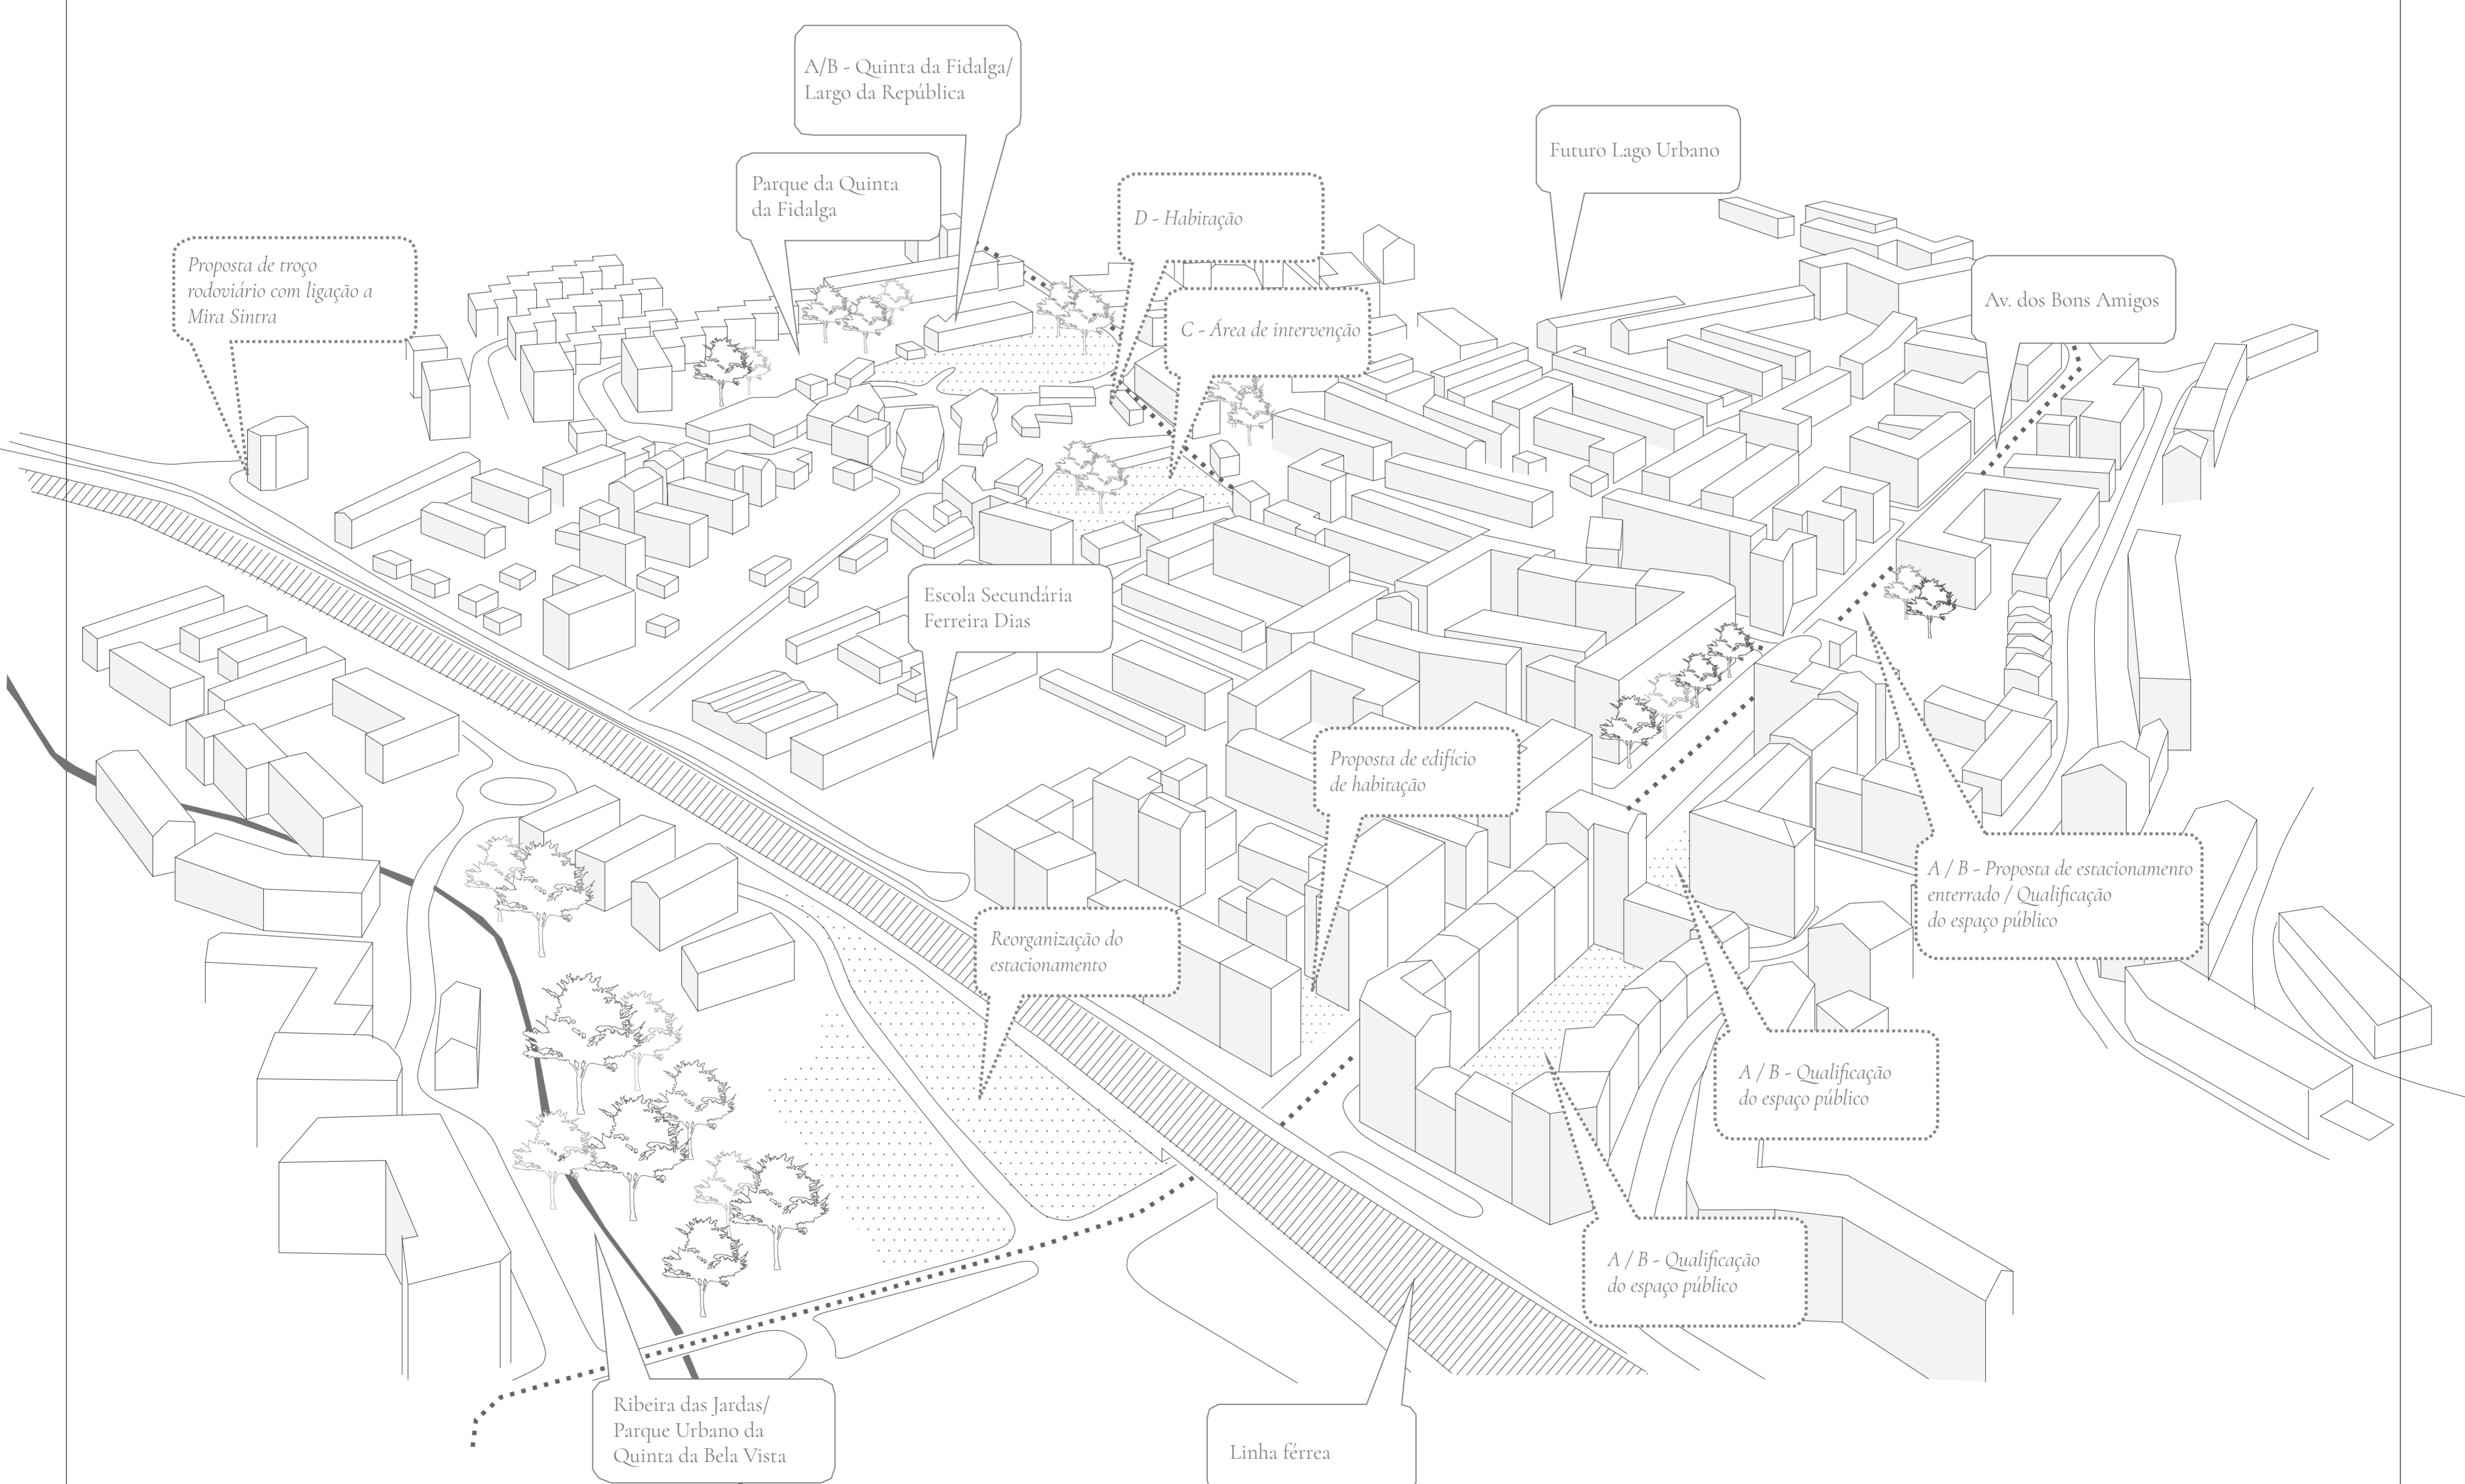 A/B - Quinta da Fidalga/
Largo da República
Parque da Quinta
da Fidalga
Futuro Lago Urbano
D - Habitação
Proposta de troço
rodoviário com ligação a
Mira Sintra
Av. dos Bons Amigos
C - Área de intervenção
Escola Secundária
Ferreira Dias
Proposta de edifício
de habitação
A / B - Proposta de estacionamento
enterrado / Qualificação
do espaço público
Reorganização do
estacionamento
A / B - Qualificação
do espaço público
A / B - Qualificação
do espaço público
Ribeira das Jardas/
Parque Urbano da
Quinta da Bela Vista
Linha férrea